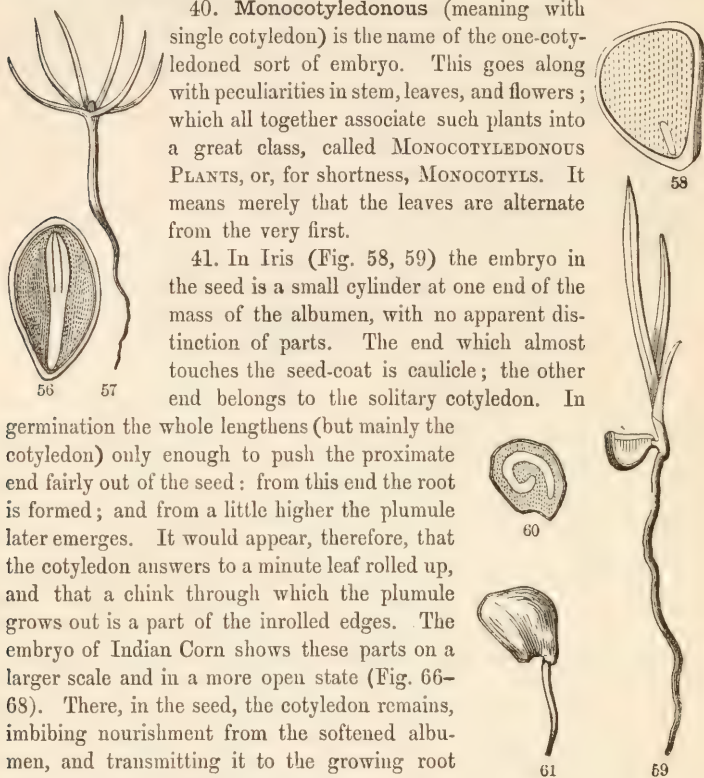 40. Monocotyledonous (meaning with
single cotyledon) is the name of the one-coty-
ledoned sort of embryo. This goes along
with peculiarities in stem, leaves, and flowers;
which all together associate such plants into
a great class, called MONOCOTYLEDONOUS
PLANTS, or, for shortness, MONOCOTYLS. It
means merely that the leaves are alternate
from the very first.
41. In Iris (Fig. 58, 59) the embryo in
the seed is a small cylinder at one end of the
mass of the albumen, with no apparent dis-
tinction of parts. The end which almost
touches the seed-coat is caulicle; the other
end belongs to the solitary cotyledon. In
germination the whole lengthens (but mainly the
cotyledon) only enough to push the proximate
end fairly out of the seed: from this end the root
is formed; and from a little higher the plumule
later emerges. It would appear, therefore, that
the cotyledon answers to a minute leaf rolled up,
and that a chink through which the plumule
grows out is a part of the inrolled edges. The
embryo of Indian Corn shows these parts on a
larger scale and in a more open state (Fig. 66–
68). There, in the seed, the cotyledon remains,
imbibing nourishment from the softened albu-
men, and transmitting it to the growing root
56 57
58
60
61 59